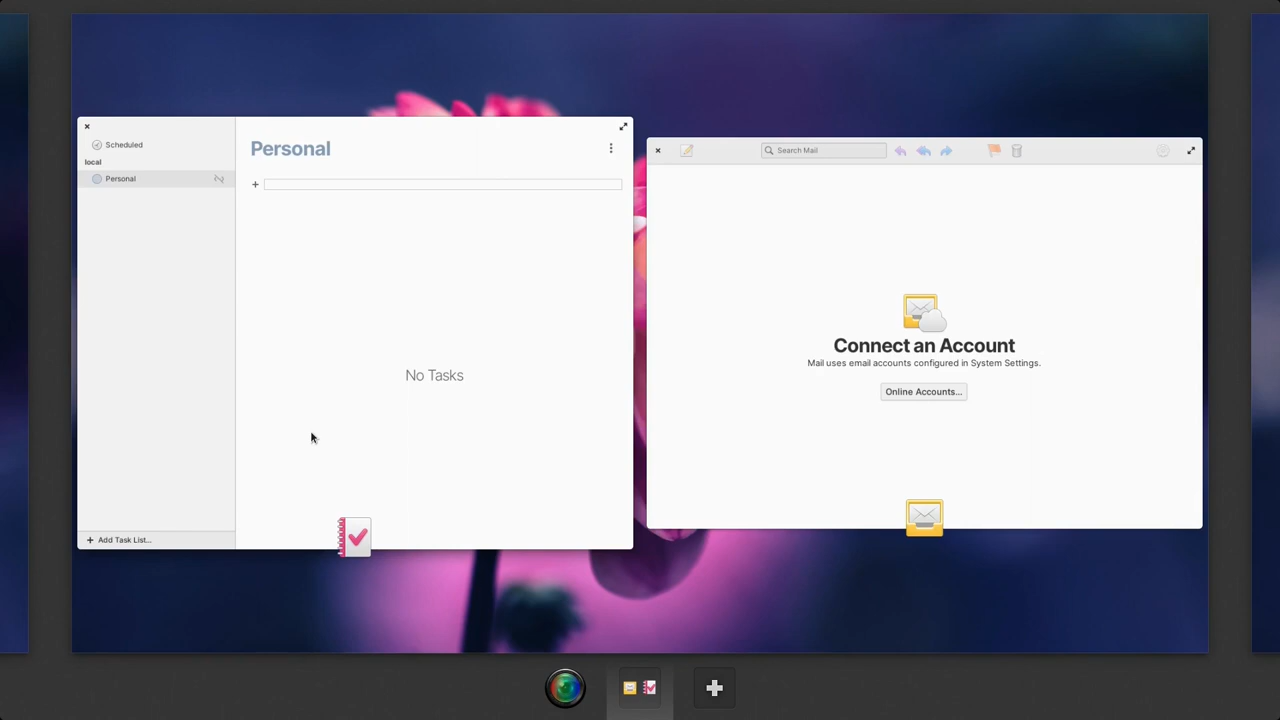 Scheduled
local
Personal
Add Task List...
Personal
No Tasks
Search Mail
Connect an Account
Mail uses email accounts configured in System Settings.
Online Accounts...